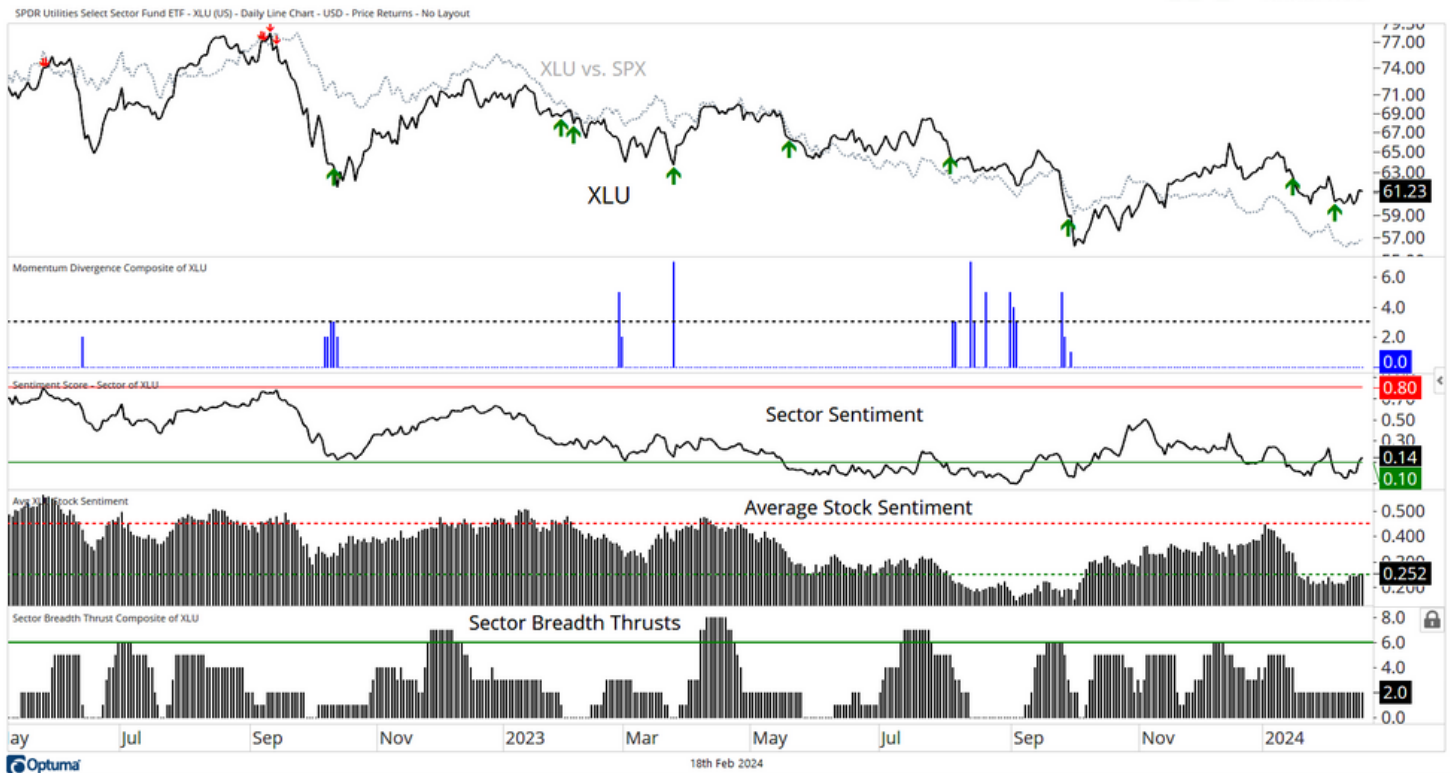 SPDR Utilities Select Sector Fund ETF - XLU (US) - Daily Line Chart - USD - Price Returns - No Layout
79.50
77.00
XLU vs. SPX
74.00
71.00
69.00
67.00
65.00
63.00
XLU
61.23
59.00
57.00
Momentum Divergence Composite of XLU
6.0
4.0
2.0
0.0
Sentiment Score - Sector of XLU
0.80
0.70
Sector Sentiment
0.50
0.30
0.14
0.10
Avg XLU Stock Sentiment
Average Stock Sentiment
0.500
0.400
0.300
0.252
0.200
Sector Breadth Thrust Composite of XLU
Sector Breadth Thrusts
8.0
6.0
4.0
2.0
0.0
ay Jul Sep Nov 2023 Mar May Jul Sep Nov 2024
Optuma
18th Feb 2024